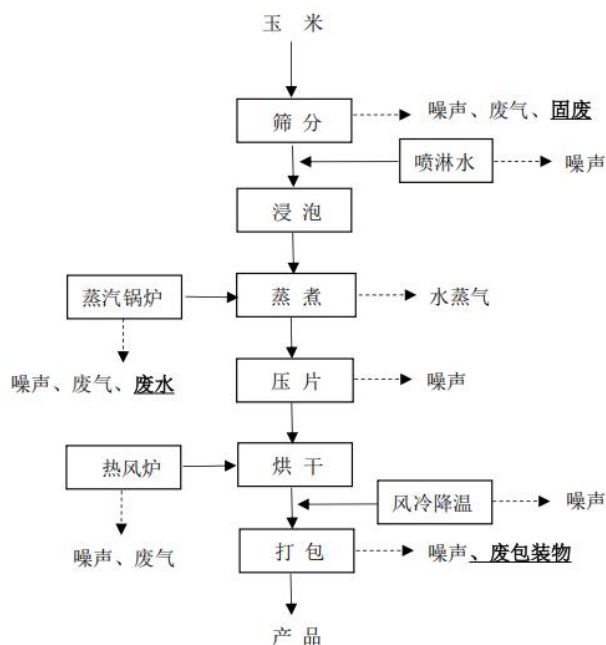 玉 米
筛 分
噪声、废气、固废
喷淋水
噪声
浸 泡
蒸汽锅炉
蒸 煮
水蒸气
噪声、废气、废水
压 片
噪声
热风炉
烘 干
噪声、废气
风冷降温
噪声
打 包
噪声、废包装物
产 品